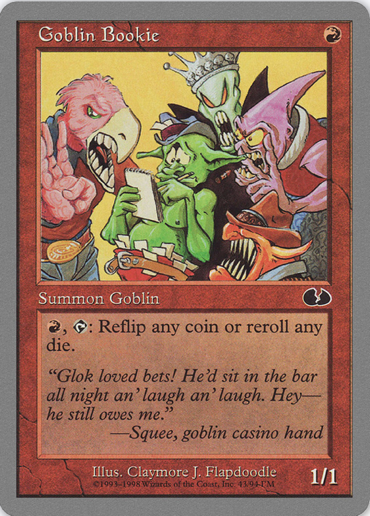 Goblin Bookie
Summon Goblin
, : Reflip any coin or reroll any
die.
“Glok loved bets! He’d sit in the bar
all night an’ laugh an’ laugh. Hey—
he still owes me.”
—Squee, goblin casino hand
Illus. Claymore J. Flapdoodle
©1993–1998 Wizards of the Coast, Inc. 43/94-UM
1/1